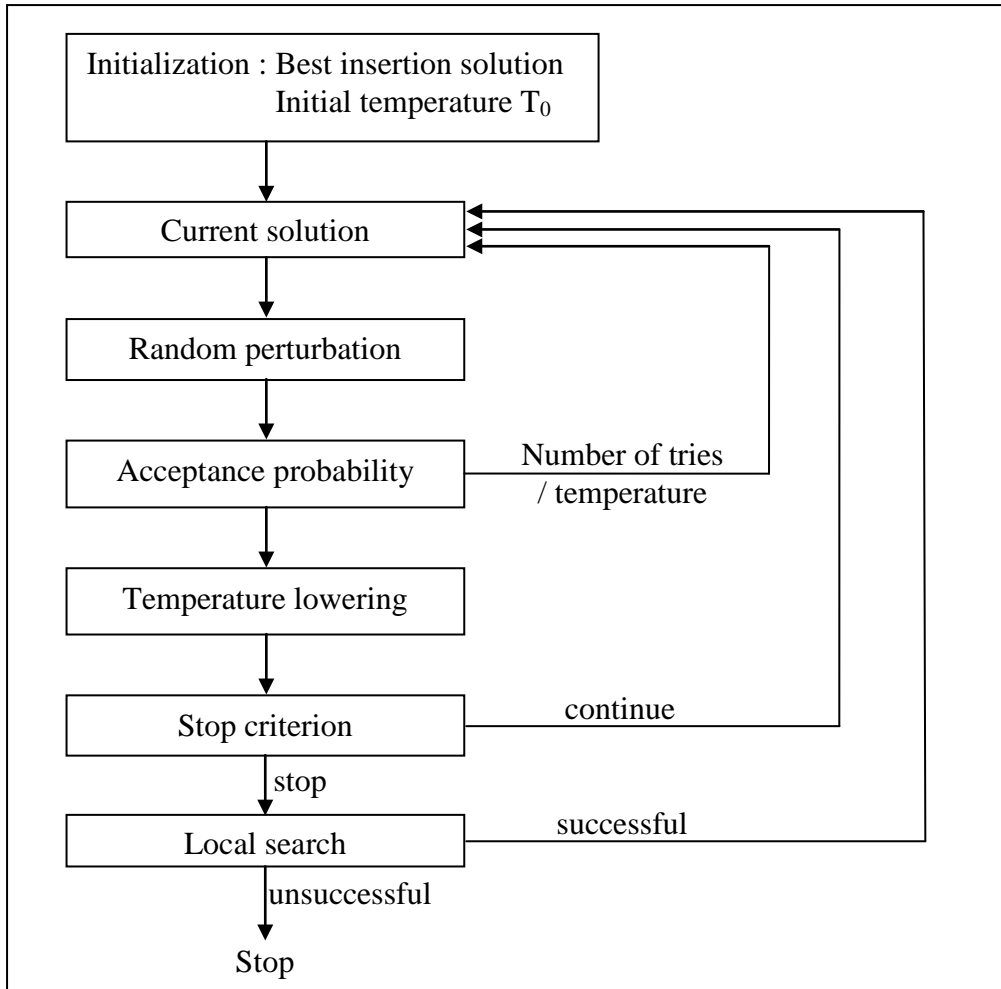 Initialization : Best insertion solution
Initial temperature T₀
Current solution
Random perturbation
Acceptance probability
Number of tries
/ temperature
Temperature lowering
Stop criterion
continue
stop
Local search
successful
unsuccessful
Stop